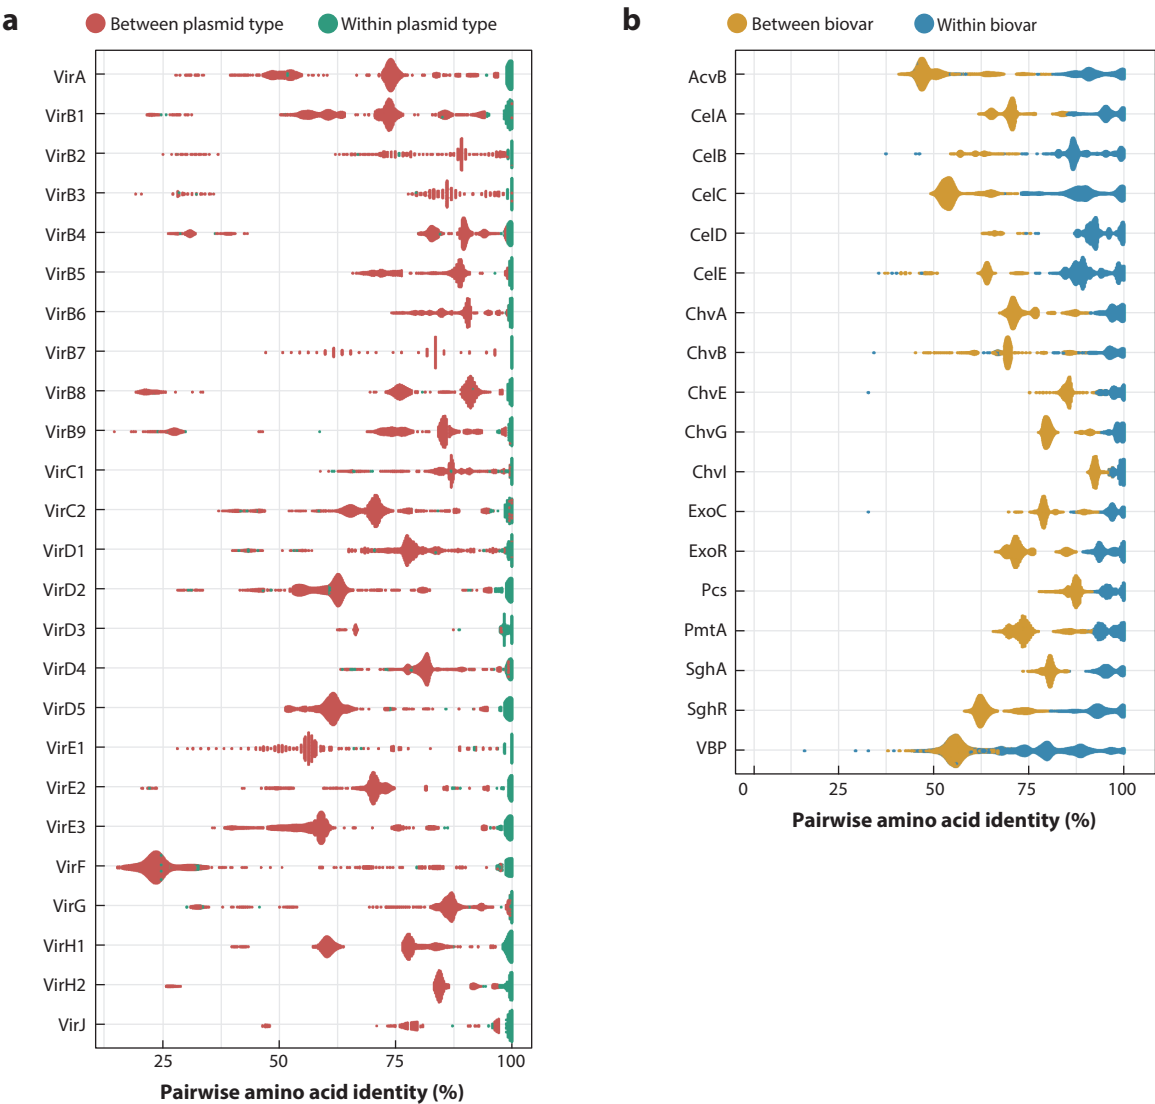 a
Between plasmid type
Within plasmid type
VirA
VirB1
VirB2
VirB3
VirB4
VirB5
VirB6
VirB7
VirB8
VirB9
VirC1
VirC2
VirD1
VirD2
VirD3
VirD4
VirD5
VirE1
VirE2
VirE3
VirF
VirG
VirH1
VirH2
VirJ
25 50 75 100
Pairwise amino acid identity (%)
b
Between biovar
Within biovar
AcvB
CelA
CelB
CelC
CelD
CelE
ChvA
ChvB
ChvE
ChvG
ChvI
ExoC
ExoR
Pcs
PmtA
SghA
SghR
VBP
0 25 50 75 100
Pairwise amino acid identity (%)